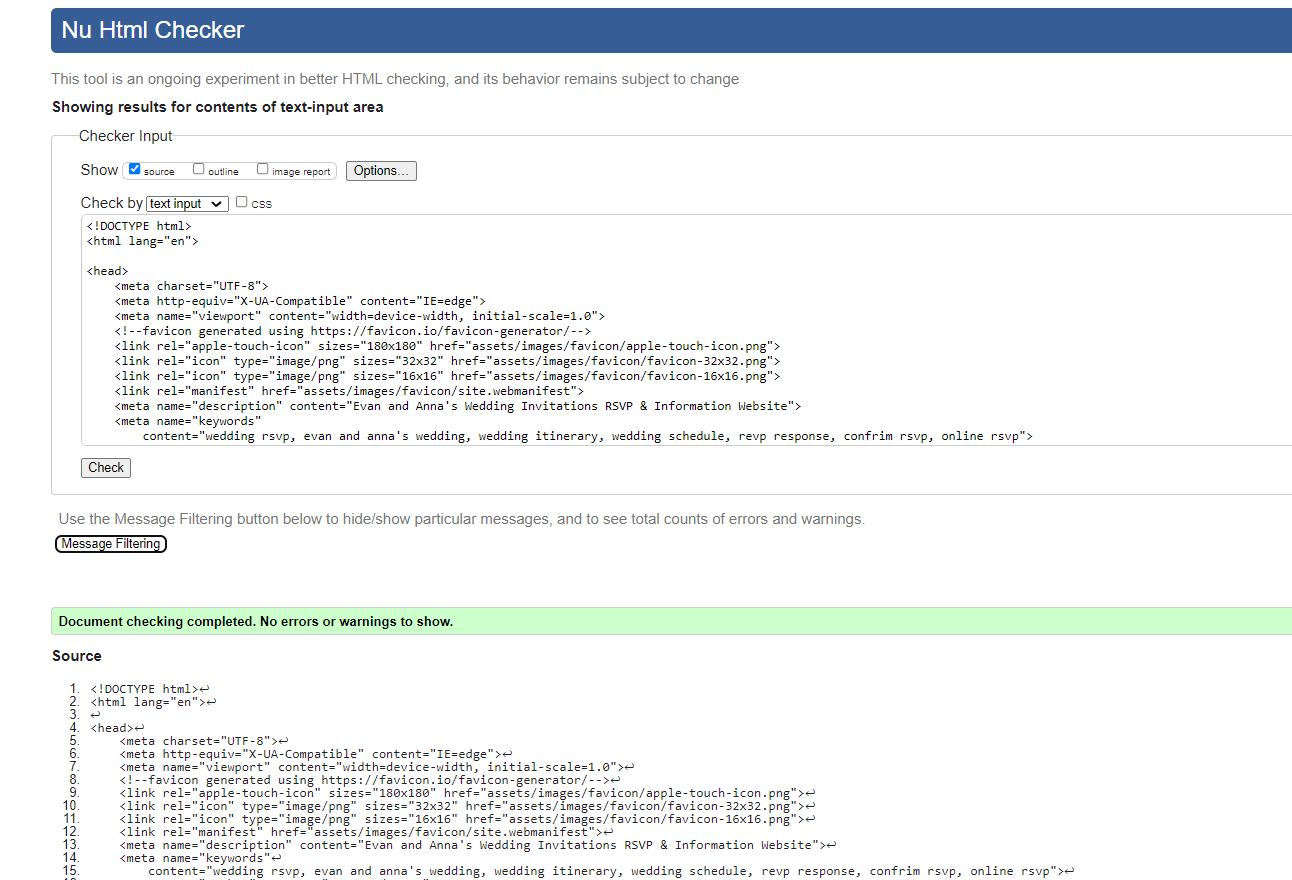 Nu Html Checker
This tool is an ongoing experiment in better HTML checking, and its behavior remains subject to change
Showing results for contents of text-input area
Checker Input
Show source outline image report Options...
Check by text input css
<!DOCTYPE html>
<html lang="en">
<head>
<meta charset="UTF-8">
<meta http-equiv="X-UA-Compatible" content="IE=edge">
<meta name="viewport" content="width=device-width, initial-scale=1.0">
<!--favicon generated using https://favicon.io/favicon-generator/-->
<link rel="apple-touch-icon" sizes="180x180" href="assets/images/favicon/apple-touch-icon.png">
<link rel="icon" type="image/png" sizes="32x32" href="assets/images/favicon/favicon-32x32.png">
<link rel="icon" type="image/png" sizes="16x16" href="assets/images/favicon/favicon-16x16.png">
<link rel="manifest" href="assets/images/favicon/site.webmanifest">
<meta name="description" content="Evan and Anna's Wedding Invitations RSVP & Information Website">
<meta name="keywords"
content="wedding rsvp, evan and anna's wedding, wedding itinerary, wedding schedule, revp response, confrim rsvp, online rsvp">
Check
Use the Message Filtering button below to hide/show particular messages, and to see total counts of errors and warnings.
Message Filtering
Document checking completed. No errors or warnings to show.
Source
1. <!DOCTYPE html>↩
2. <html lang="en">↩
3. ↩
4. <head>↩
5. <meta charset="UTF-8">↩
6. <meta http-equiv="X-UA-Compatible" content="IE=edge">↩
7. <meta name="viewport" content="width=device-width, initial-scale=1.0">↩
8. <!--favicon generated using https://favicon.io/favicon-generator/-->↩
9. <link rel="apple-touch-icon" sizes="180x180" href="assets/images/favicon/apple-touch-icon.png">↩
10. <link rel="icon" type="image/png" sizes="32x32" href="assets/images/favicon/favicon-32x32.png">↩
11. <link rel="icon" type="image/png" sizes="16x16" href="assets/images/favicon/favicon-16x16.png">↩
12. <link rel="manifest" href="assets/images/favicon/site.webmanifest">↩
13. <meta name="description" content="Evan and Anna's Wedding Invitations RSVP & Information Website">↩
14. <meta name="keywords"↩
15. content="wedding rsvp, evan and anna's wedding, wedding itinerary, wedding schedule, revp response, confrim rsvp, online rsvp">↩